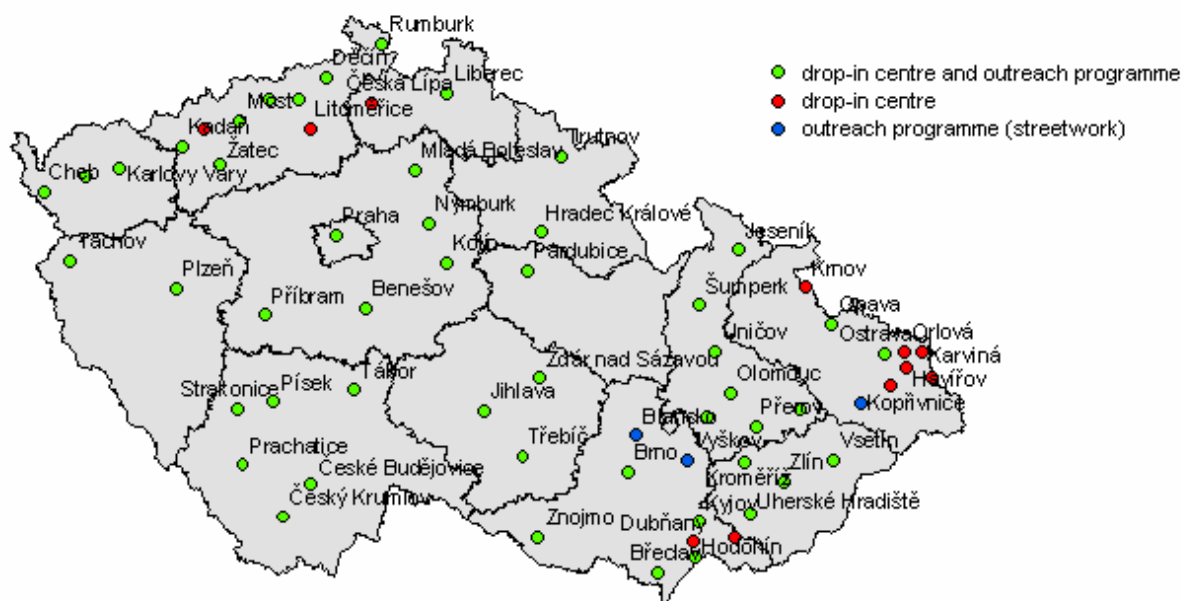 Rumburk
Děčín
Česká Lípa
Liberec
drop-in centre and outreach programme
drop-in centre
outreach programme (streetwork)
Most
Litoměřice
Kadaň
Žatec
Trutnov
Mladá Boleslav
Cheb
Karlovy Vary
Nymburk
Hradec Králové
Praha
Jeseník
Tachov
Kolín
Pardubice
Krnov
Plzeň
Příbram
Benešov
Šumperk
Opava
Ostrava
Orlová
Uničov
Karviná
Žďár nad Sázavou
Havířov
Strakonice
Písek
Tábor
Jihlava
Olomouc
Kopřivnice
Přerov
Blansko
Prachatice
Třebíč
Vyškov
Vsetín
Brno
Zlín
České Budějovice
Kroměříž
Český Krumlov
Kyjov
Uherské Hradiště
Znojmo
Dubňany
Břeclav
Hodonín